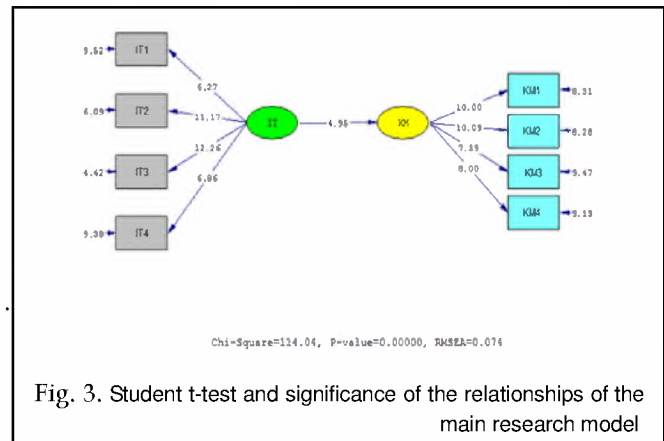 9.52 IT1
6.27
6.09 IT2
11.17
4.42 IT3
12.26
9.38 IT4
6.86
IT 4.95 KM
10.00 KM1 8.31
10.09 KM2 8.28
7.39 KM3 9.47
8.00 KM4 9.13
Chi-Square=124.04, P-value=0.00000, RMSEA=0.074
Fig. 3. Student t-test and significance of the relationships of the
main research model